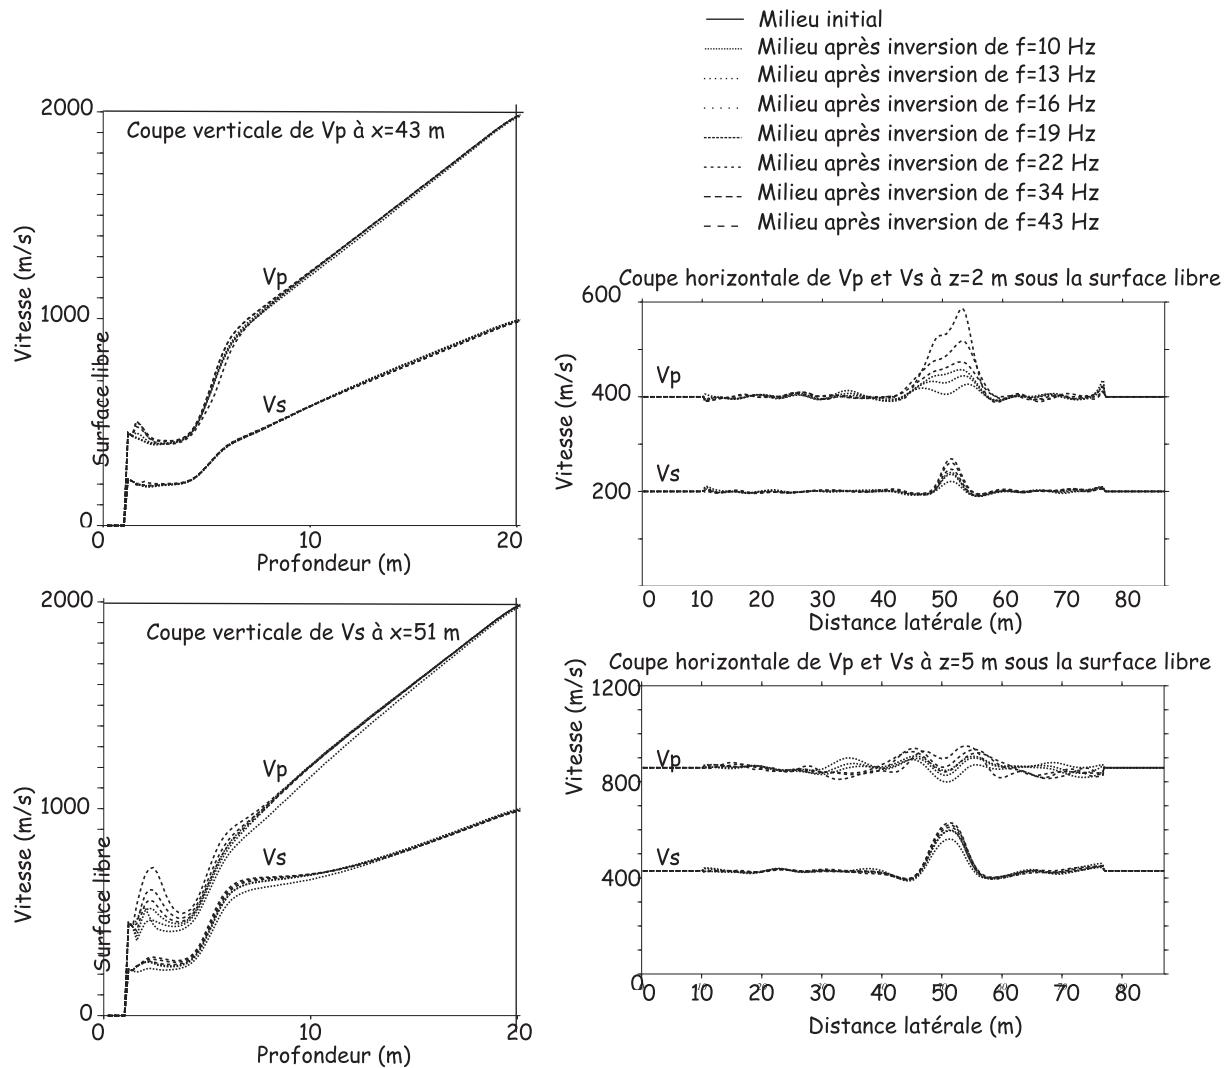 Milieu initial
Milieu après inversion de f=10 Hz
Milieu après inversion de f=13 Hz
Milieu après inversion de f=16 Hz
Milieu après inversion de f=19 Hz
Milieu après inversion de f=22 Hz
Milieu après inversion de f=34 Hz
Milieu après inversion de f=43 Hz
2000
Coupe verticale de Vp à x=43 m
Vitesse (m/s)
Vp
1000
Surface libre
Vs
0
0 10 20
Profondeur (m)
Coupe horizontale de Vp et Vs à z=2 m sous la surface libre
600
Vitesse (m/s)
Vp
400
Vs
200
0 10 20 30 40 50 60 70 80
Distance latérale (m)
2000
Coupe verticale de Vs à x=51 m
Vitesse (m/s)
Vp
1000
Surface libre
Vs
0
0 10 20
Profondeur (m)
Coupe horizontale de Vp et Vs à z=5 m sous la surface libre
1200
Vitesse (m/s)
Vp
800
Vs
400
0
0 10 20 30 40 50 60 70 80
Distance latérale (m)